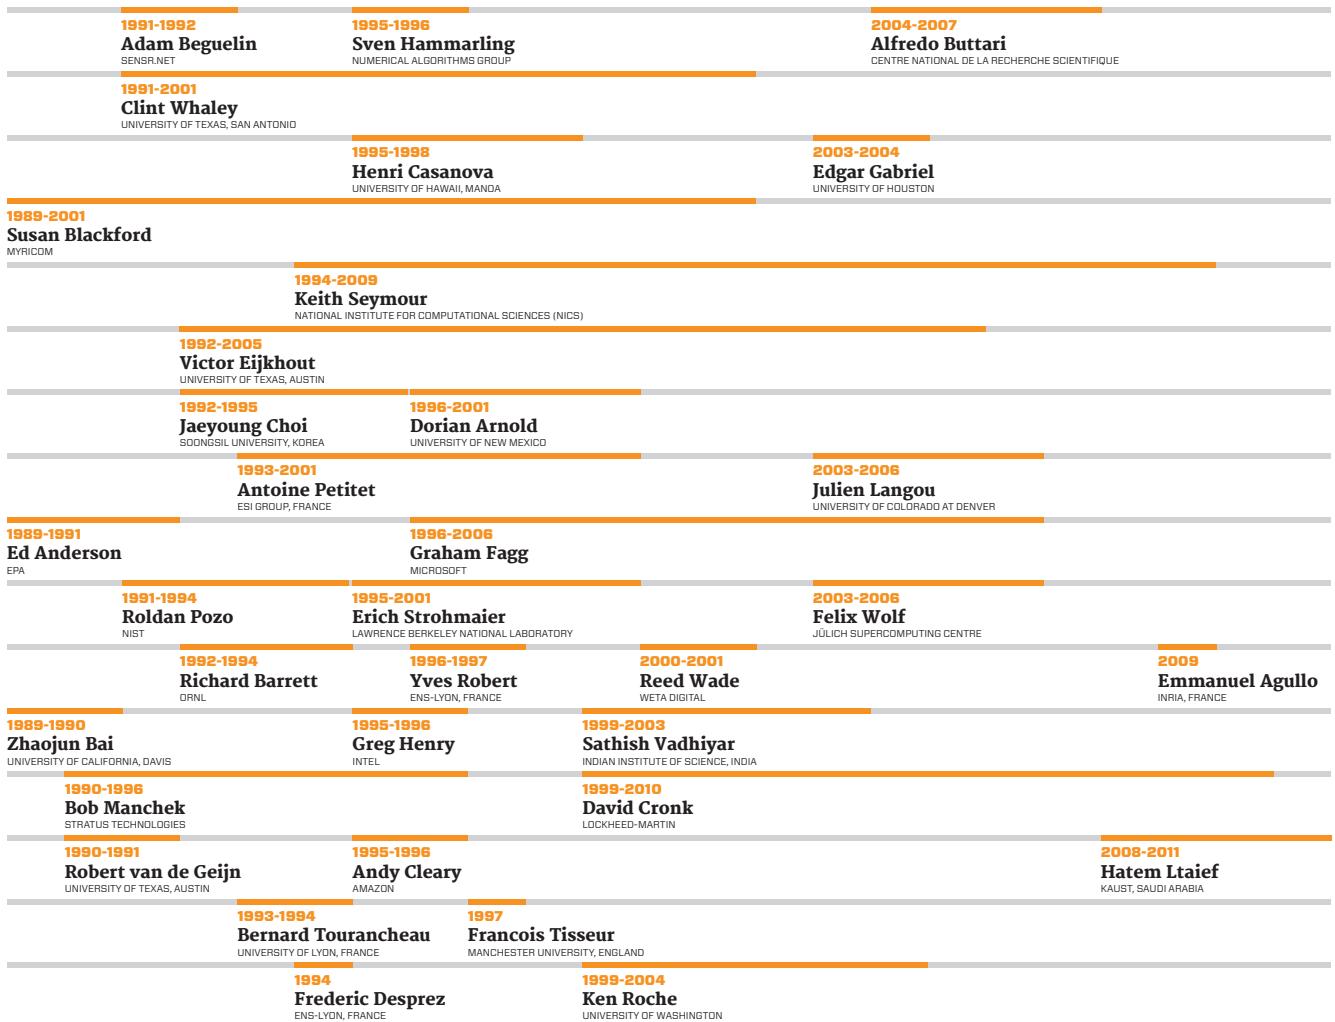 1991-1992
Adam Beguelin
SENSR.NET
1995-1996
Sven Hammarling
NUMERICAL ALGORITHMS GROUP
2004-2007
Alfredo Buttari
CENTRE NATIONAL DE LA RECHERCHE SCIENTIFIQUE
1991-2001
Clint Whaley
UNIVERSITY OF TEXAS, SAN ANTONIO
1995-1998
Henri Casanova
UNIVERSITY OF HAWAII, MANOA
2003-2004
Edgar Gabriel
UNIVERSITY OF HOUSTON
1989-2001
Susan Blackford
MYRICOM
1994-2009
Keith Seymour
NATIONAL INSTITUTE FOR COMPUTATIONAL SCIENCES (NICS)
1992-2005
Victor Eijkhout
UNIVERSITY OF TEXAS, AUSTIN
1992-1995
Jaeyoung Choi
SOONGSIL UNIVERSITY, KOREA
1996-2001
Dorian Arnold
UNIVERSITY OF NEW MEXICO
1993-2001
Antoine Petitet
ESI GROUP, FRANCE
2003-2006
Julien Langou
UNIVERSITY OF COLORADO AT DENVER
1989-1991
Ed Anderson
EPA
1996-2006
Graham Fagg
MICROSOFT
1991-1994
Roldan Pozo
NIST
1995-2001
Erich Strohmaier
LAWRENCE BERKELEY NATIONAL LABORATORY
2003-2006
Felix Wolf
JÜLICH SUPERCOMPUTING CENTRE
1992-1994
Richard Barrett
ORNL
1996-1997
Yves Robert
ENS-LYON, FRANCE
2000-2001
Reed Wade
WETA DIGITAL
2009
Emmanuel Agullo
INRIA, FRANCE
1989-1990
Zhaojun Bai
UNIVERSITY OF CALIFORNIA, DAVIS
1995-1996
Greg Henry
INTEL
1999-2003
Sathish Vadhiyar
INDIAN INSTITUTE OF SCIENCE, INDIA
1990-1996
Bob Manchek
STRATUS TECHNOLOGIES
1999-2010
David Cronk
LOCKHEED-MARTIN
1990-1991
Robert van de Geijn
UNIVERSITY OF TEXAS, AUSTIN
1995-1996
Andy Cleary
AMAZON
2008-2011
Hatem Ltaief
KAUST, SAUDI ARABIA
1993-1994
Bernard Tourancheau
UNIVERSITY OF LYON, FRANCE
1997
Francois Tisseur
MANCHESTER UNIVERSITY, ENGLAND
1994
Frederic Desprez
ENS-LYON, FRANCE
1999-2004
Ken Roche
UNIVERSITY OF WASHINGTON